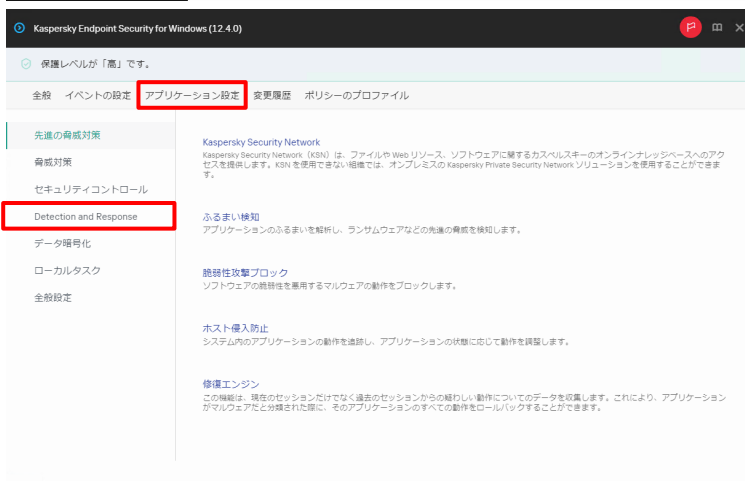 Kaspersky Endpoint Security for Windows (12.4.0)
保護レベルが「高」です。
全般 イベントの設定 アプリケーション設定 変更履歴 ポリシーのプロファイル
先進の脅威対策
脅威対策
セキュリティコントロール
Detection and Response
データ暗号化
ローカルタスク
全般設定
Kaspersky Security Network
Kaspersky Security Network（KSN）は、ファイルや Web リソース、ソフトウェアに関するカスペルスキーのオンラインナレッジベースへのアク
セスを提供します。KSN を使用できない組織では、オンプレミスの Kaspersky Private Security Network ソリューションを使用することができま
す。
ふるまい検知
アプリケーションのふるまいを解析し、ランサムウェアなどの先進の脅威を検知します。
脆弱性攻撃ブロック
ソフトウェアの脆弱性を悪用するマルウェアの動作をブロックします。
ホスト侵入防止
システム内のアプリケーションの動作を追跡し、アプリケーションの状態に応じて動作を調整します。
修復エンジン
この機能は、現在のセッションだけでなく過去のセッションからの疑わしい動作についてのデータを収集します。これにより、アプリケーション
がマルウェアだと分類された際に、そのアプリケーションのすべての動作をロールバックすることができます。